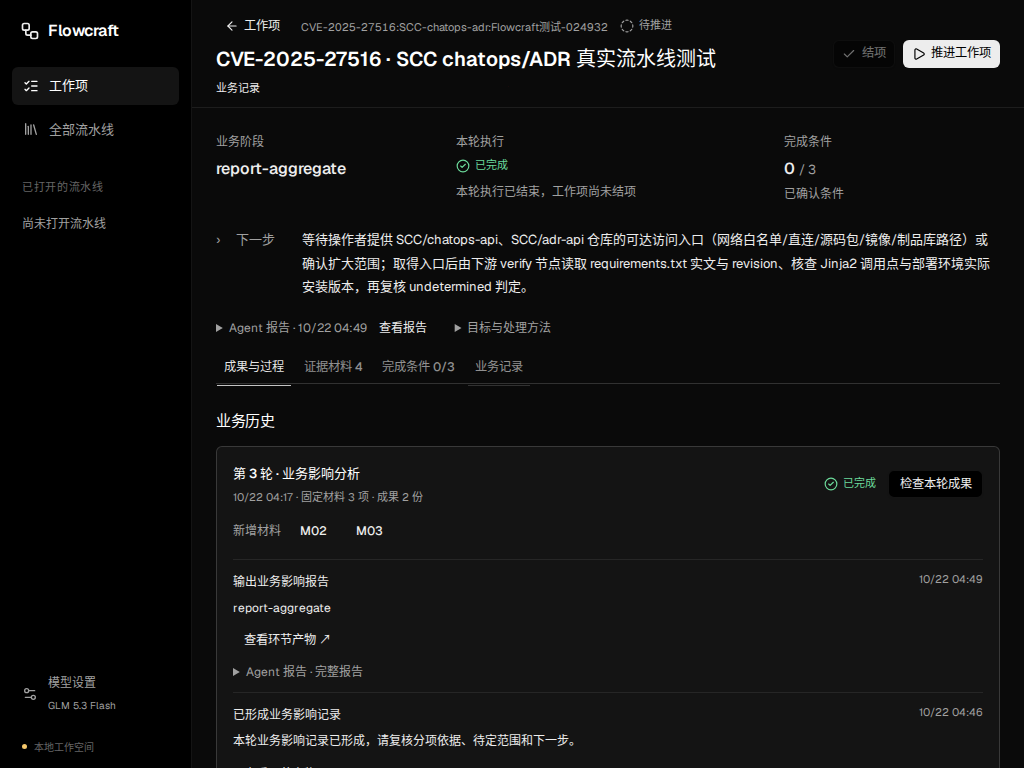 Flowcraft
工作项
全部流水线
已打开的流水线
尚未打开流水线
模型设置
GLM 5.3 Flash
本地工作空间
← 工作项 CVE-2025-27516:SCC-chatops-adr:Flowcraft测试-024932 待推进
CVE-2025-27516 · SCC chatops/ADR 真实流水线测试
业务记录
结项 推进工作项
业务阶段 本轮执行 完成条件
report-aggregate 已完成 0 / 3
本轮执行已结束，工作项尚未结项 已确认条件
› 下一步 等待操作者提供 SCC/chatops-api、SCC/adr-api 仓库的可达访问入口（网络白名单/直连/源码包/镜像/制品库路径）或
确认扩大范围；取得入口后由下游 verify 节点读取 requirements.txt 实文与 revision、核查 Jinja2 调用点与部署环境实际
安装版本，再复核 undetermined 判定。
▶ Agent 报告 · 10/22 04:49 查看报告 ▶ 目标与处理方法
成果与过程 证据材料 4 完成条件 0/3 业务记录
业务历史
第 3 轮 · 业务影响分析
10/22 04:17 · 固定材料 3 项 · 成果 2 份
已完成 检查本轮成果
新增材料 M02 M03
输出业务影响报告 10/22 04:49
report-aggregate
查看环节产物 ↗
▶ Agent 报告 · 完整报告
已形成业务影响记录 10/22 04:46
本轮业务影响记录已形成，请复核分项依据、待定范围和下一步。